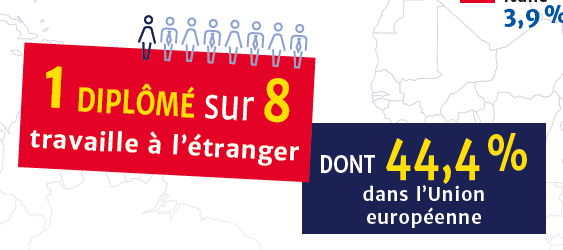 3,9 %
1 DIPLÔMÉ sur 8
travaille à l'étranger
DONT 44,4 %
dans l'Union
européenne